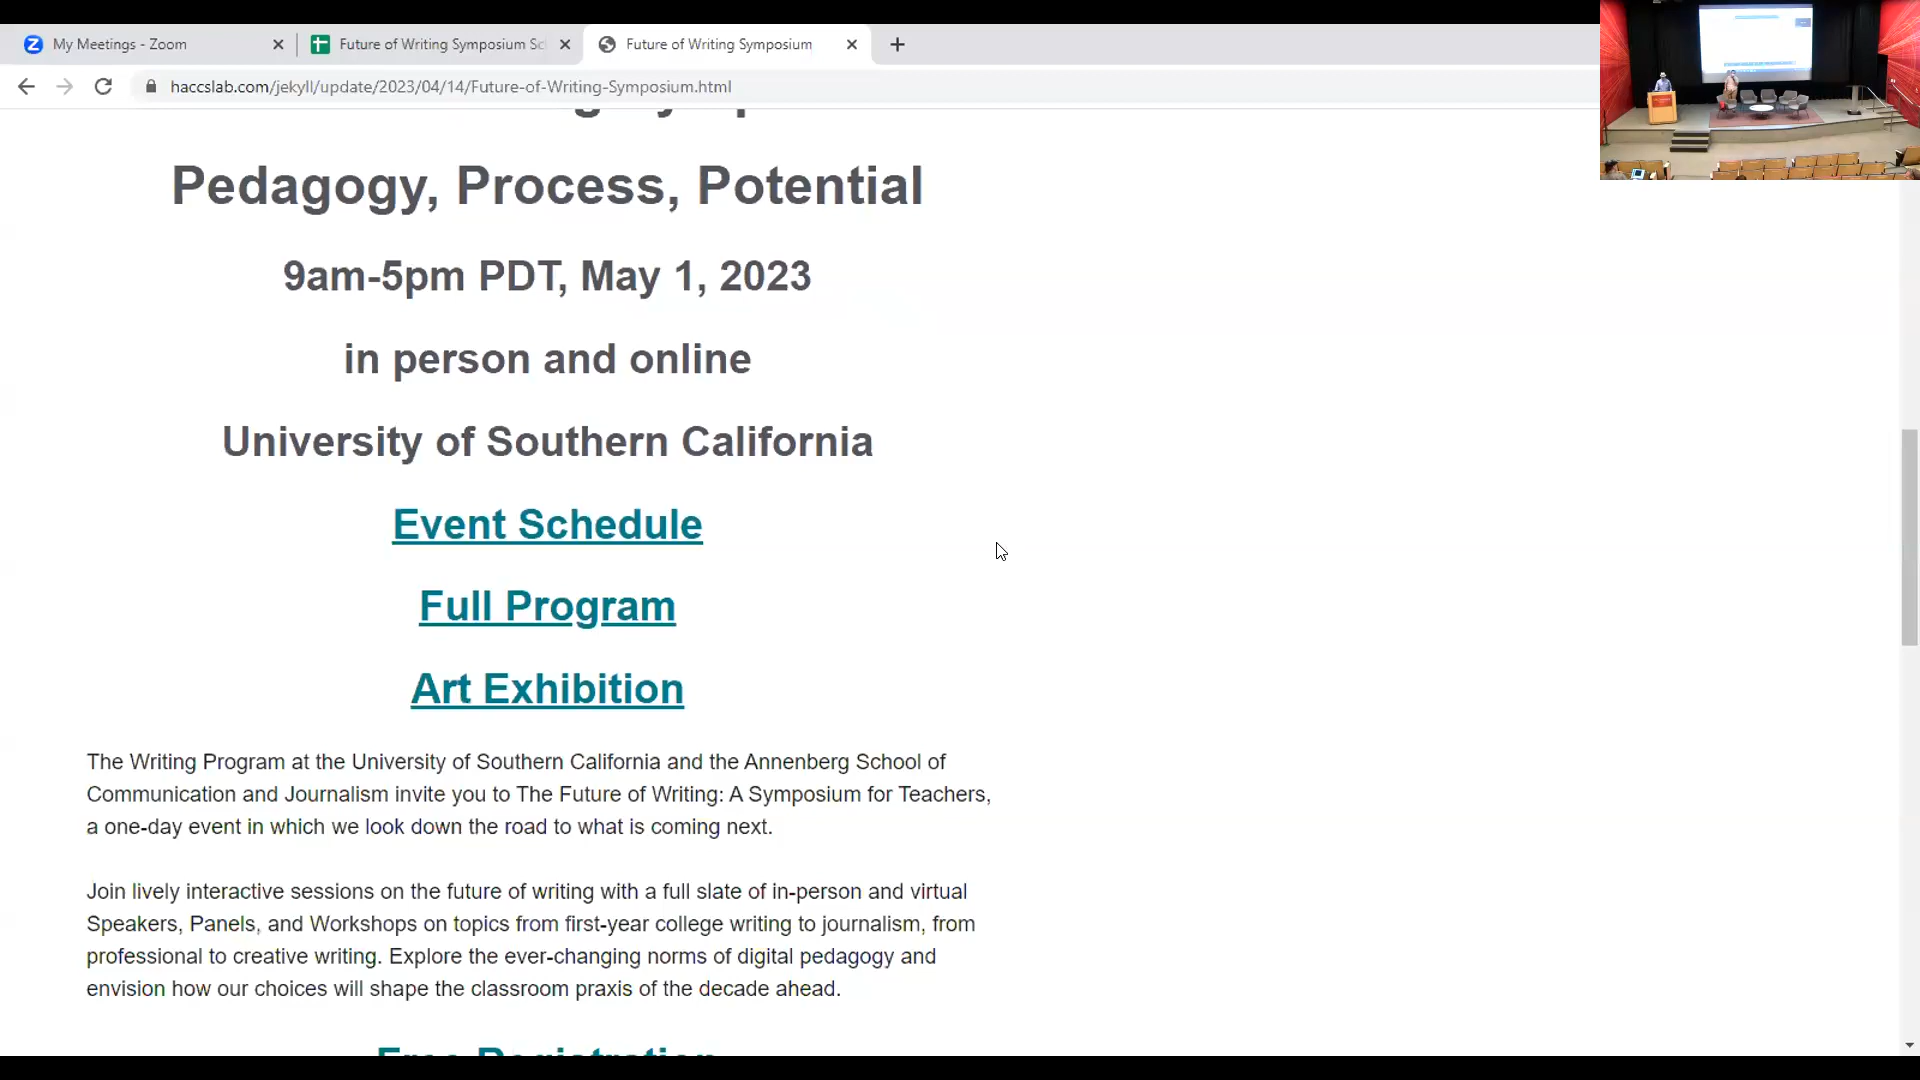 My Meetings - Zoom
Future of Writing Symposium Sc
Future of Writing Symposium
haccslab.com/jekyll/update/2023/04/14/Future-of-Writing-Symposium.html
Pedagogy, Process, Potential
9am-5pm PDT, May 1, 2023
in person and online
University of Southern California
Event Schedule
Full Program
Art Exhibition
The Writing Program at the University of Southern California and the Annenberg School of
Communication and Journalism invite you to The Future of Writing: A Symposium for Teachers,
a one-day event in which we look down the road to what is coming next.
Join lively interactive sessions on the future of writing with a full slate of in-person and virtual
Speakers, Panels, and Workshops on topics from first-year college writing to journalism, from
professional to creative writing. Explore the ever-changing norms of digital pedagogy and
envision how our choices will shape the classroom praxis of the decade ahead.
Free Registration